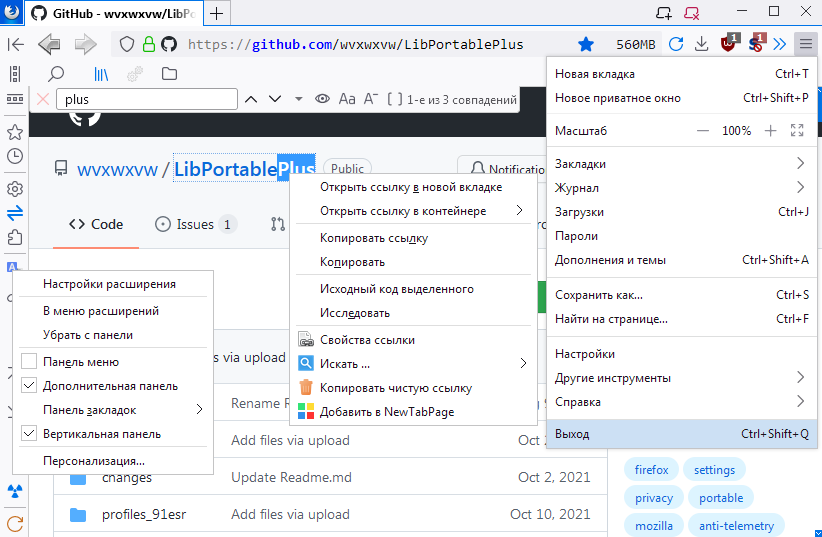 GitHub - wvxwxvw/LibPo
https://github.com/wvxwxvw/LibPortablePlus
560MB
1
1
plus
Aa
1-е из 3 совпадений
wvxwxvw / LibPortablePlus
Public
Notification
Code
Issues 1
Настройки расширения
В меню расширений
Убрать с панели
Панель меню
Дополнительная панель
Панель закладок
Вертикальная панель
Персонализация...
Открыть ссылку в новой вкладке
Открыть ссылку в контейнере
Копировать ссылку
Копировать
Исходный код выделенного
Исследовать
Свойства ссылки
Искать ...
Копировать чистую ссылку
Добавить в NewTabPage
Новая вкладка Ctrl+T
Новое приватное окно Ctrl+Shift+P
Масштаб 100%
Закладки
Журнал
Загрузки Ctrl+J
Пароли
Дополнения и темы Ctrl+Shift+A
Сохранить как... Ctrl+S
Найти на странице... Ctrl+F
Настройки
Другие инструменты
Справка
Выход Ctrl+Shift+Q
s via upload
Rename R
Add files via upload Oct 2
changes Update Readme.md Oct 2, 2021
profiles_91esr Add files via upload Oct 10, 2021
firefox settings
privacy portable
mozilla anti-telemetry